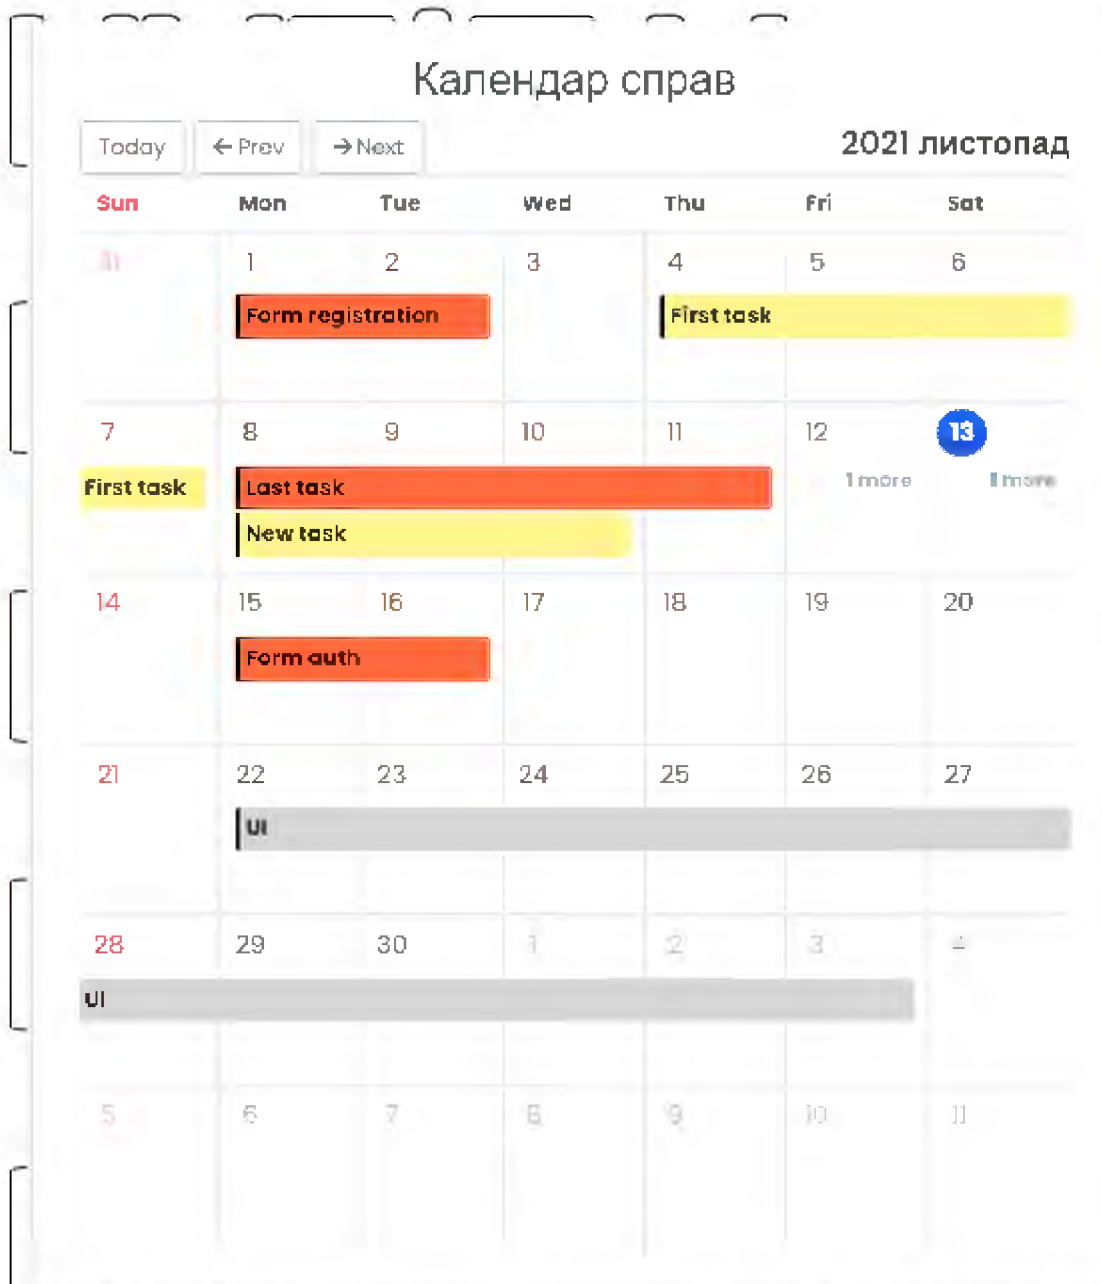 Календар справ
Today ← Prev → Next 2021 листопад
Sun Mon Tue Wed Thu Fri Sat
31 1 2 3 4 5 6
Form registration First task
7 8 9 10 11 12 13
First task Last task 1 more 1 more
New task
14 15 16 17 18 19 20
Form auth
21 22 23 24 25 26 27
UI
28 29 30 1 2 3 4
UI
5 6 7 8 9 10 11